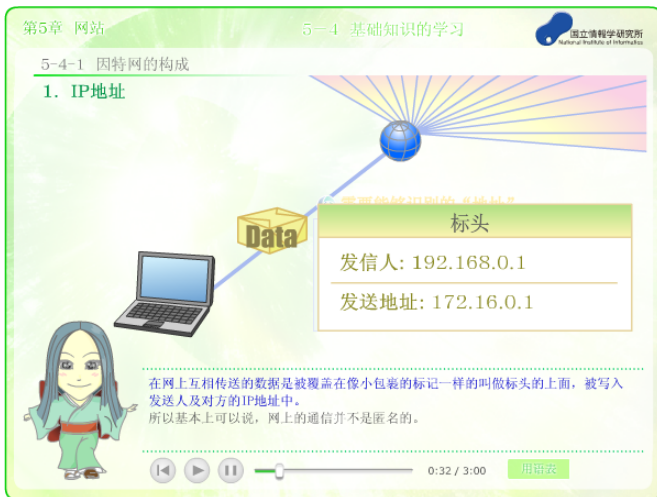 第5章 网站
5-4 基础知识的学习
国立情報学研究所
National Institute of Informatics
5-4-1 因特网的构成
1. IP地址
Data
标头
发信人: 192.168.0.1
发送地址: 172.16.0.1
在网上互相传送的数据是被覆盖在像小包裹的标记一样的叫做标头的上面，被写入
发送人及对方的IP地址中。
所以基本上可以说，网上的通信并不是匿名的。
0:32 / 3:00
用语表